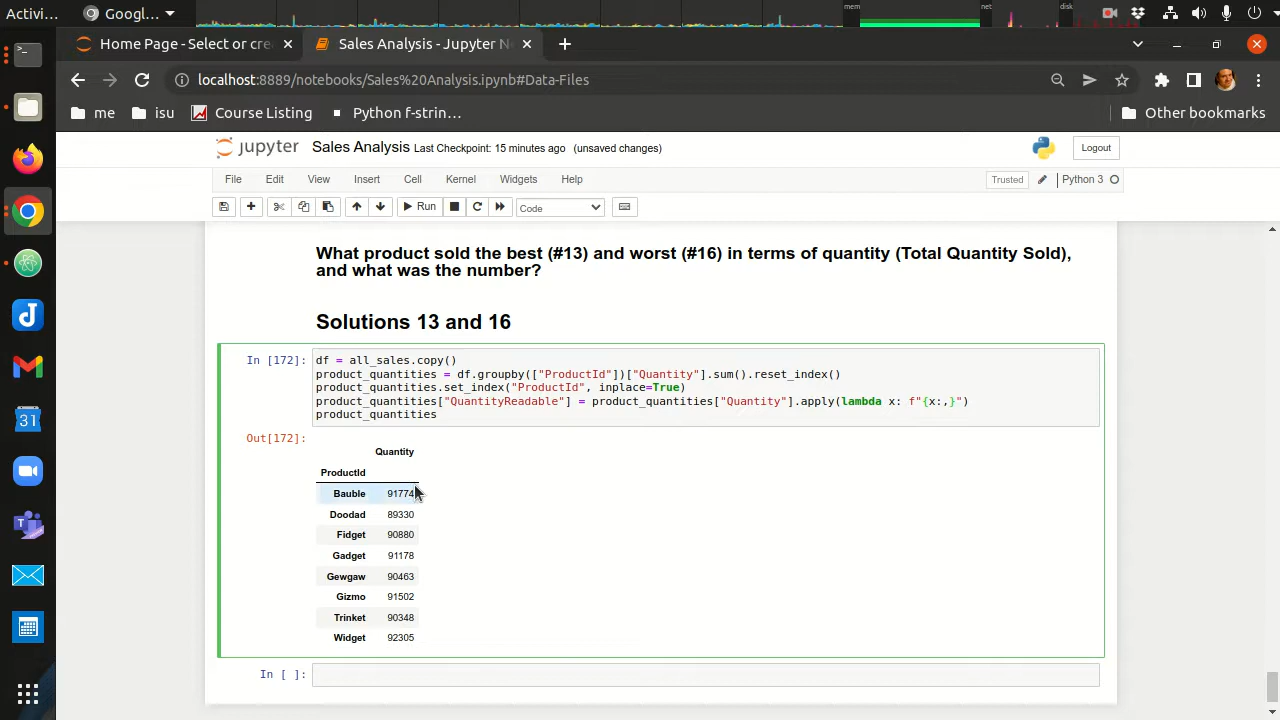 Activi...
Googl...
mem
net
disk
Home Page - Select or cre
Sales Analysis - Jupyter N
localhost:8889/notebooks/Sales%20Analysis.ipynb#Data-Files
me
isu
Course Listing
Python f-strin...
Other bookmarks
jupyter
Sales Analysis Last Checkpoint: 15 minutes ago (unsaved changes)
Logout
File Edit View Insert Cell Kernel Widgets Help
Trusted
Python 3
Run
Code
What product sold the best (#13) and worst (#16) in terms of quantity (Total Quantity Sold),
and what was the number?
Solutions 13 and 16
In [172]:
df = all_sales.copy()
product_quantities = df.groupby(["ProductId"])["Quantity"].sum().reset_index()
product_quantities.set_index("ProductId", inplace=True)
product_quantities["QuantityReadable"] = product_quantities["Quantity"].apply(lambda x: f"{x:,}")
product_quantities
Out[172]:
Quantity
ProductId
Bauble 91774
Doodad 89330
Fidget 90880
Gadget 91178
Gewgaw 90463
Gizmo 91502
Trinket 90348
Widget 92305
In [ ]:
31